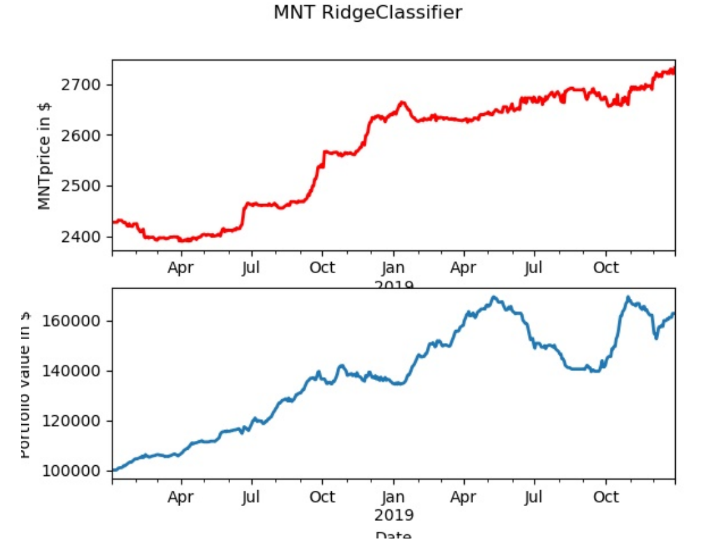 MNT RidgeClassifier
MNTprice in $
2700
2600
2500
2400
Apr Jul Oct Jan Apr Jul Oct
2019
Portfolio value in $
160000
140000
120000
100000
Apr Jul Oct Jan Apr Jul Oct
2019
Date